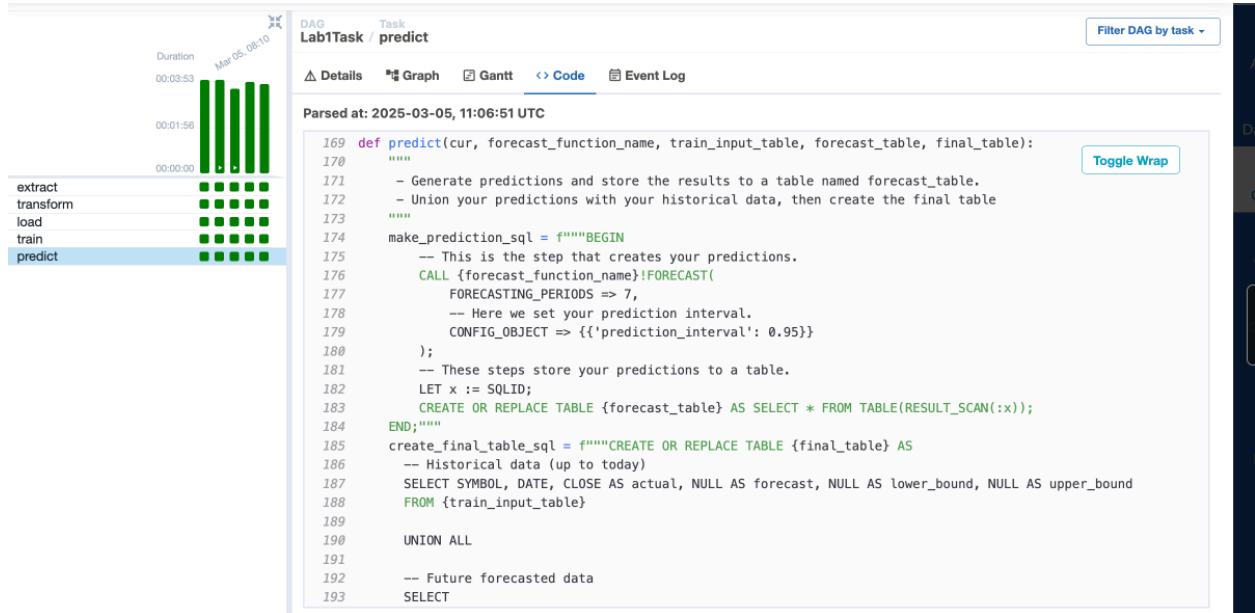 DAG
Lab1Task / Task
predict
Filter DAG by task
Duration
Mar 05, 08:10
00:03:53
00:01:56
00:00:00
extract
transform
load
train
predict
Details
Graph
Gantt
<> Code
Event Log
Parsed at: 2025-03-05, 11:06:51 UTC
Toggle Wrap
169 def predict(cur, forecast_function_name, train_input_table, forecast_table, final_table):
170     """
171      - Generate predictions and store the results to a table named forecast_table.
172      - Union your predictions with your historical data, then create the final table
173     """
174     make_prediction_sql = f"""BEGIN
175         -- This is the step that creates your predictions.
176         CALL {forecast_function_name}!FORECAST(
177             FORECASTING_PERIODS => 7,
178             -- Here we set your prediction interval.
179             CONFIG_OBJECT => {{'prediction_interval': 0.95}}
180         );
181         -- These steps store your predictions to a table.
182         LET x := SQLID;
183         CREATE OR REPLACE TABLE {forecast_table} AS SELECT * FROM TABLE(RESULT_SCAN(:x));
184     END;"""
185     create_final_table_sql = f"""CREATE OR REPLACE TABLE {final_table} AS
186       -- Historical data (up to today)
187       SELECT SYMBOL, DATE, CLOSE AS actual, NULL AS forecast, NULL AS lower_bound, NULL AS upper_bound
188       FROM {train_input_table}
189
190       UNION ALL
191
192       -- Future forecasted data
193       SELECT